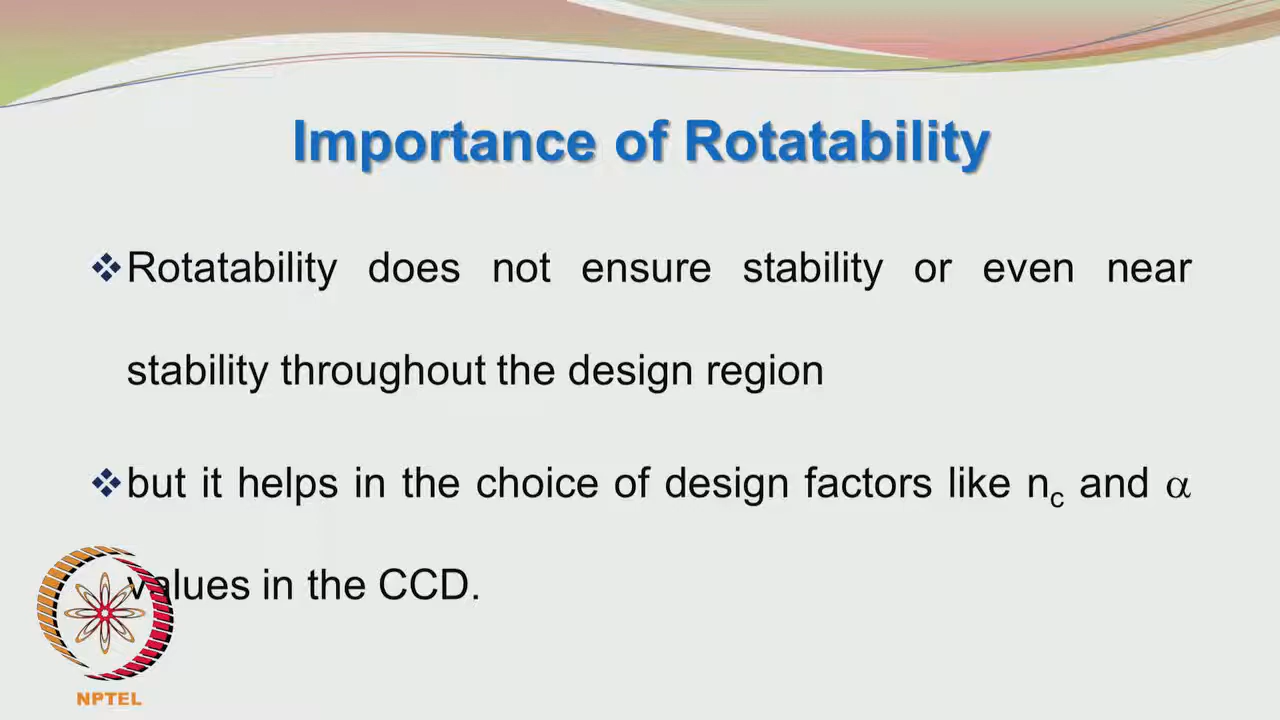 Importance of Rotatability
❖Rotatability does not ensure stability or even near
stability throughout the design region
❖but it helps in the choice of design factors like nc and α
values in the CCD.
NPTEL